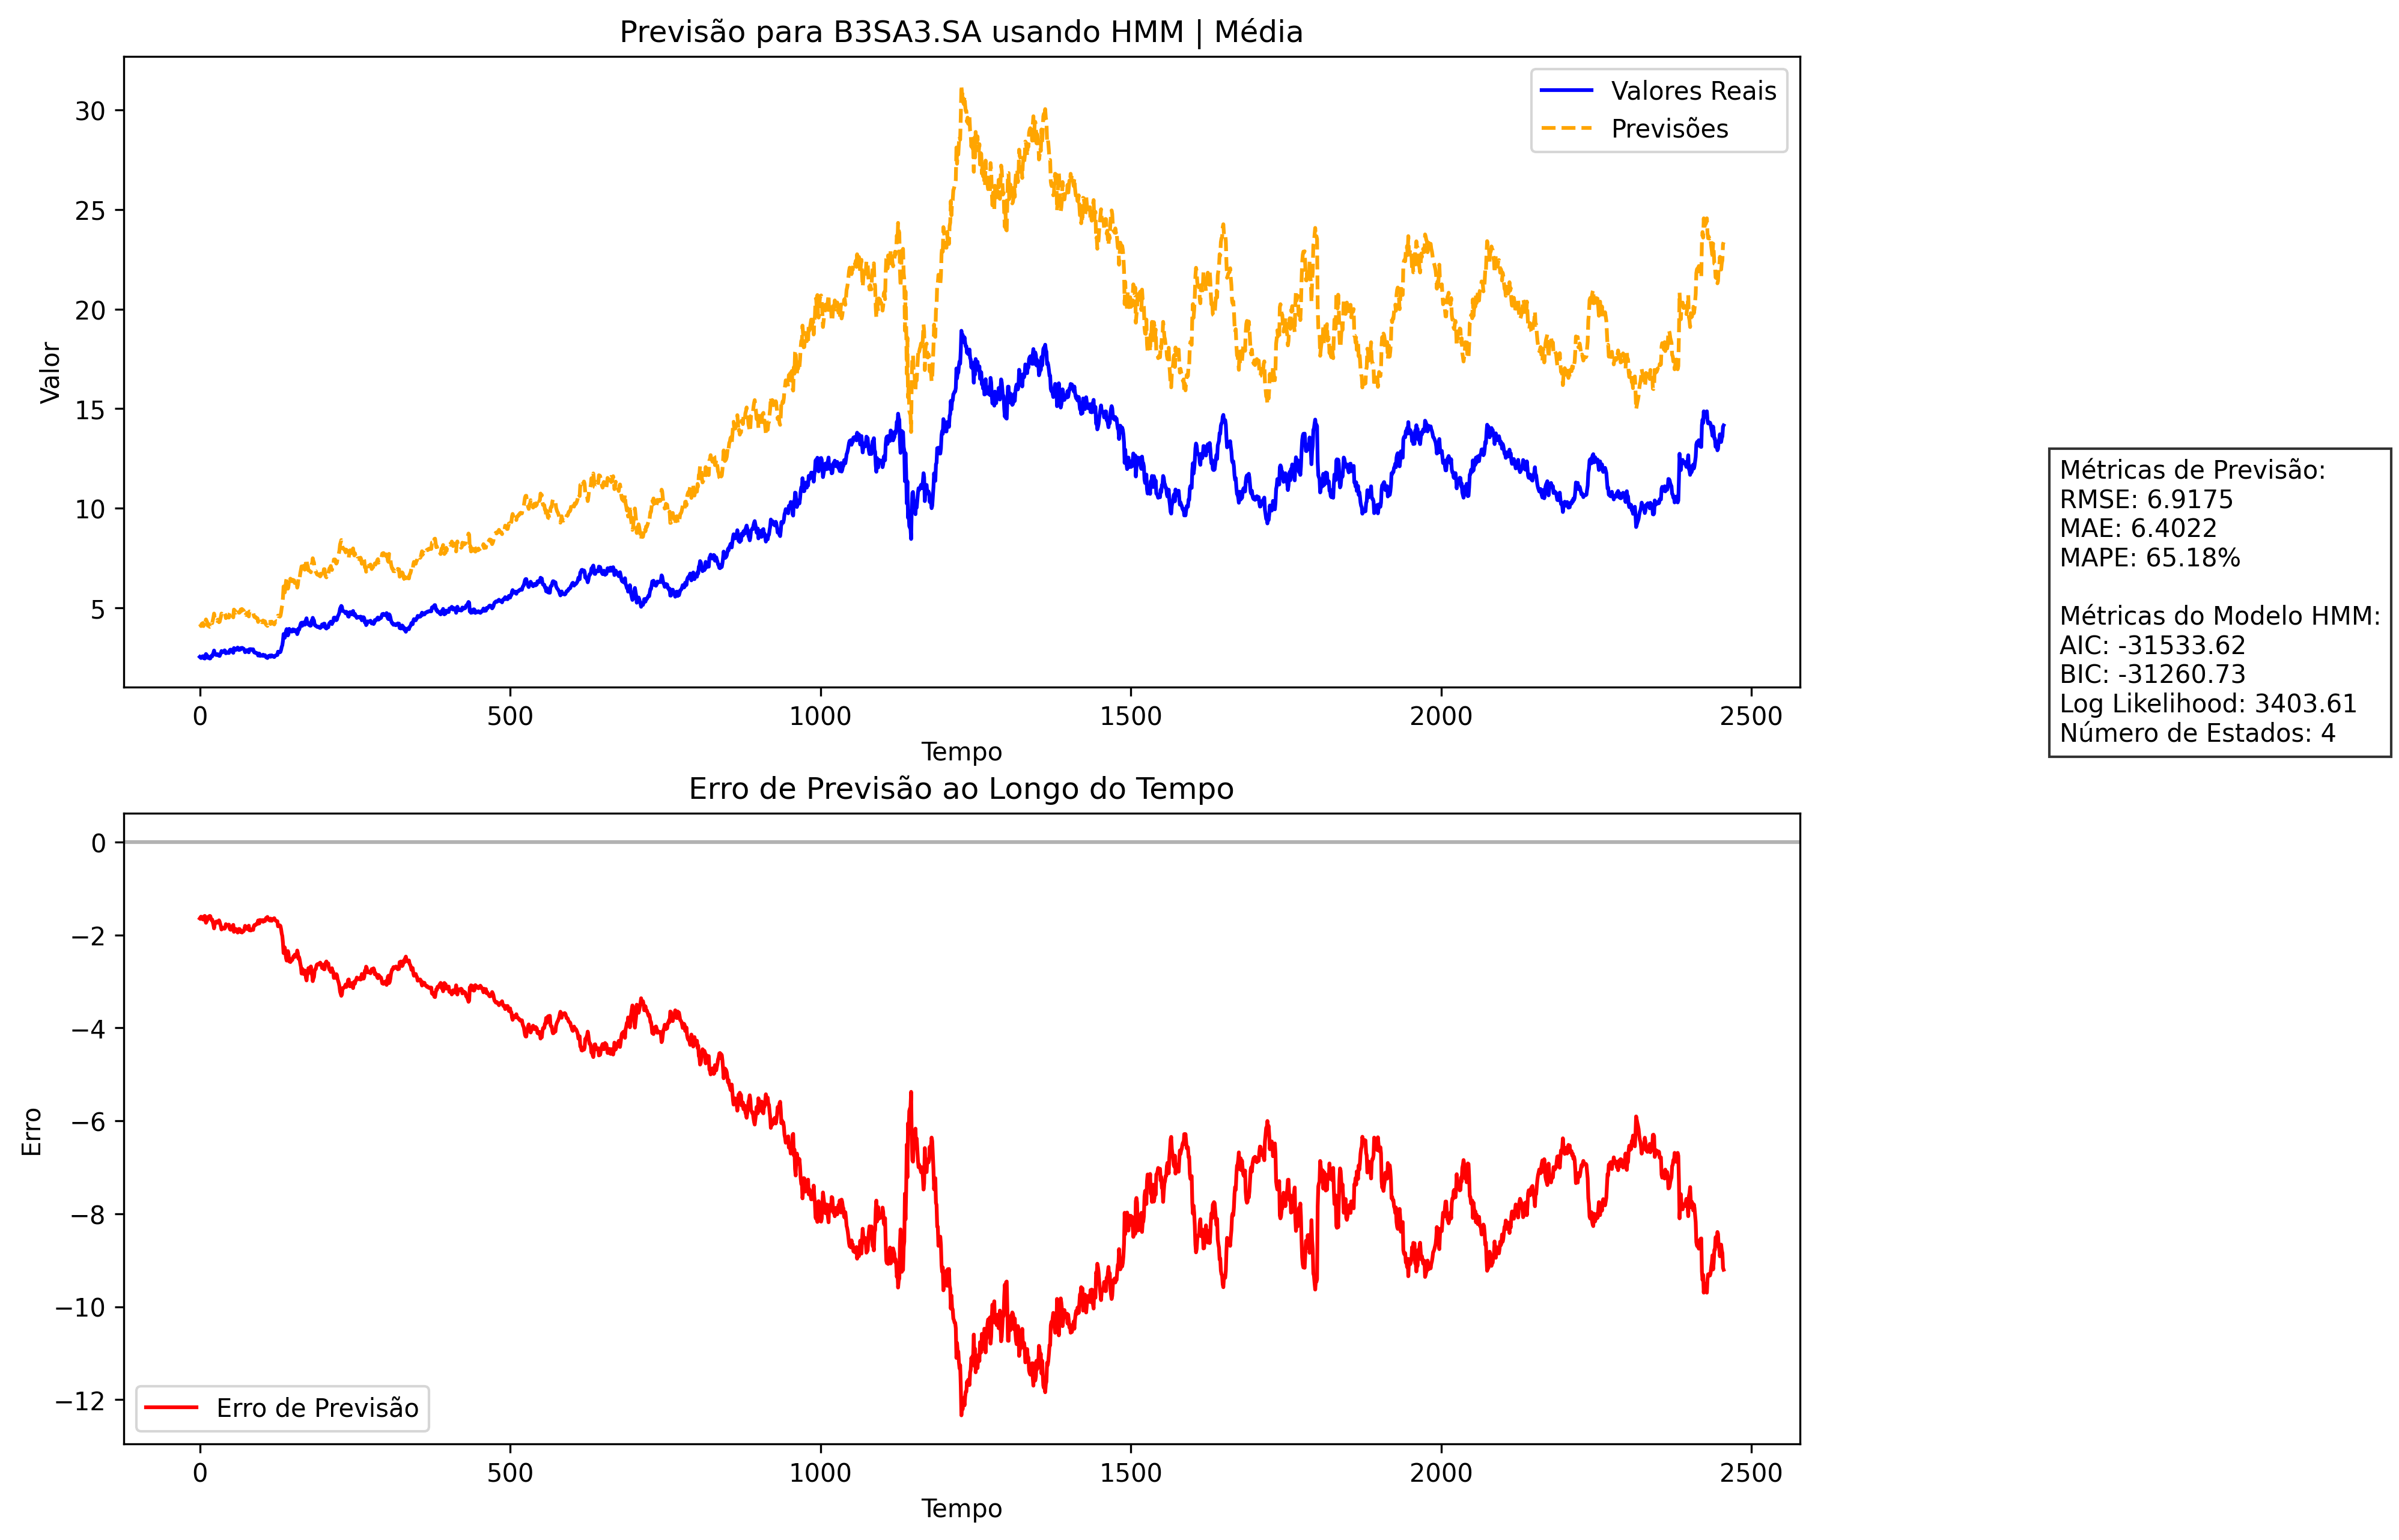 Previsão para B3SA3.SA usando HMM | Média
Valores Reais
Previsões
Valor
30
25
20
15
10
5
0
500
1000
1500
2000
2500
Tempo
Métricas de Previsão:
RMSE: 6.9175
MAE: 6.4022
MAPE: 65.18%
Métricas do Modelo HMM:
AIC: -31533.62
BIC: -31260.73
Log Likelihood: 3403.61
Número de Estados: 4
Erro de Previsão ao Longo do Tempo
Erro
0
−2
−4
−6
−8
−10
−12
Erro de Previsão
0
500
1000
1500
2000
2500
Tempo